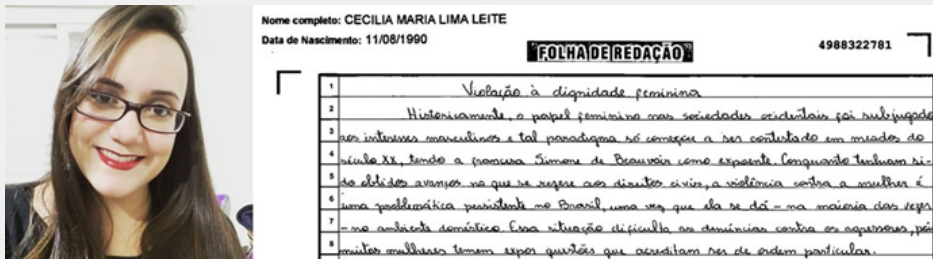 Nome completo: CECILIA MARIA LIMA LEITE
Data de Nascimento: 11/08/1990
FOLHA DE REDAÇÃO
4988322781
1 Violação à dignidade feminina
2 Historicamente, o papel feminino nas sociedades ocidentais foi subjugado
3 aos interesses masculinos e tal paradigma só começou a ser contestado em meados do
4 século XX, tendo a francesa Simone de Beauvoir como expoente. Conquanto tenham si-
5 do obtidos avanços no que se refere aos direitos civis, a violência contra a mulher é
6 uma problemática persistente no Brasil, uma vez que ela se dá – na maioria das vezes
7 – no ambiente doméstico. Essa situação dificulta as denúncias contra os agressores, pois
8 muitas mulheres temem expor questões que acreditam ser de ordem particular.